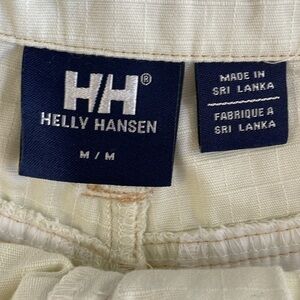 HH®
HELLY HANSEN
M / M
MADE IN
SRI LANKA
FABRIQUE A
SRI LANKA